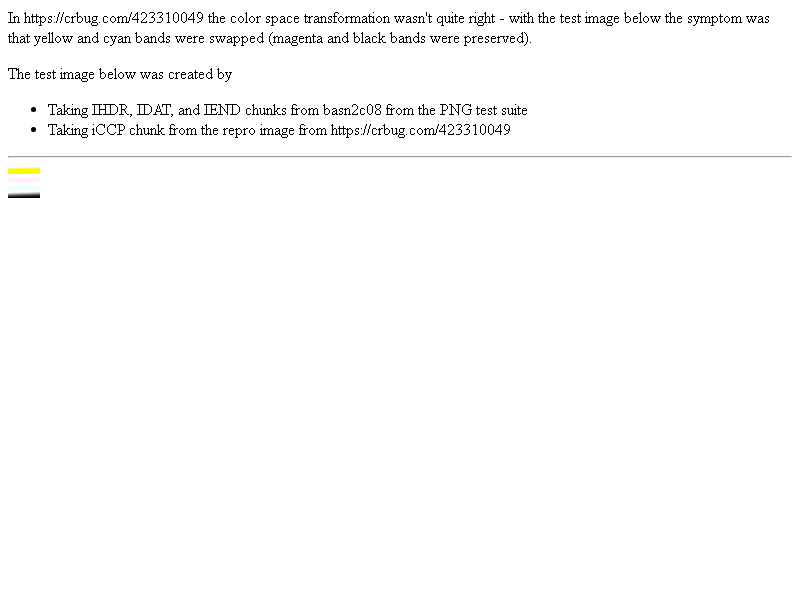 In https://crbug.com/423310049 the color space transformation wasn't quite right - with the test image below the symptom was
that yellow and cyan bands were swapped (magenta and black bands were preserved).
The test image below was created by
• Taking IHDR, IDAT, and IEND chunks from basn2c08 from the PNG test suite
• Taking iCCP chunk from the repro image from https://crbug.com/423310049